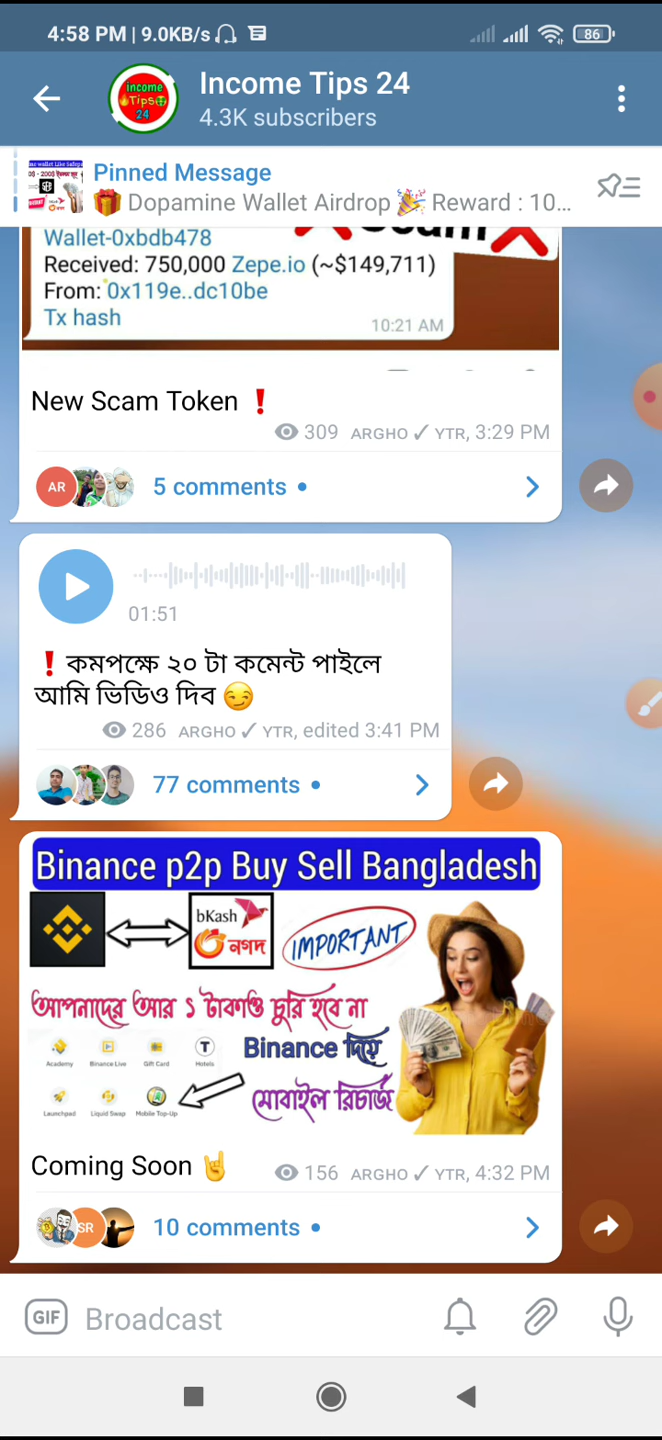 4:58 PM | 9.0KB/s
86
income
Tips
24
Income Tips 24
4.3K subscribers
Pinned Message
🎁 Dopamine Wallet Airdrop 🎉 Reward : 10...
Wallet-0xbdb478
Received: 750,000 Zepe.io (~$149,711)
From: 0x119e..dc10be
Tx hash
10:21 AM
New Scam Token ❗
309 ARGHO ✓ YTR, 3:29 PM
AR
5 comments
01:51
❗ কমপক্ষে ২০ টা কমেন্ট পাইলে
আমি ভিডিও দিব 😏
286 ARGHO ✓ YTR, edited 3:41 PM
77 comments
Binance p2p Buy Sell Bangladesh
bKash
নগদ
IMPORTANT
আপনাদের আর ১ টাকাও চুরি হবে না
Academy Binance Live Gift Card Hotels
Binance দিয়ে
Launchpad Liquid Swap Mobile Top-Up
মোবাইল রিচার্জ
Coming Soon 🤘
156 ARGHO ✓ YTR, 4:32 PM
SR
10 comments
GIF Broadcast